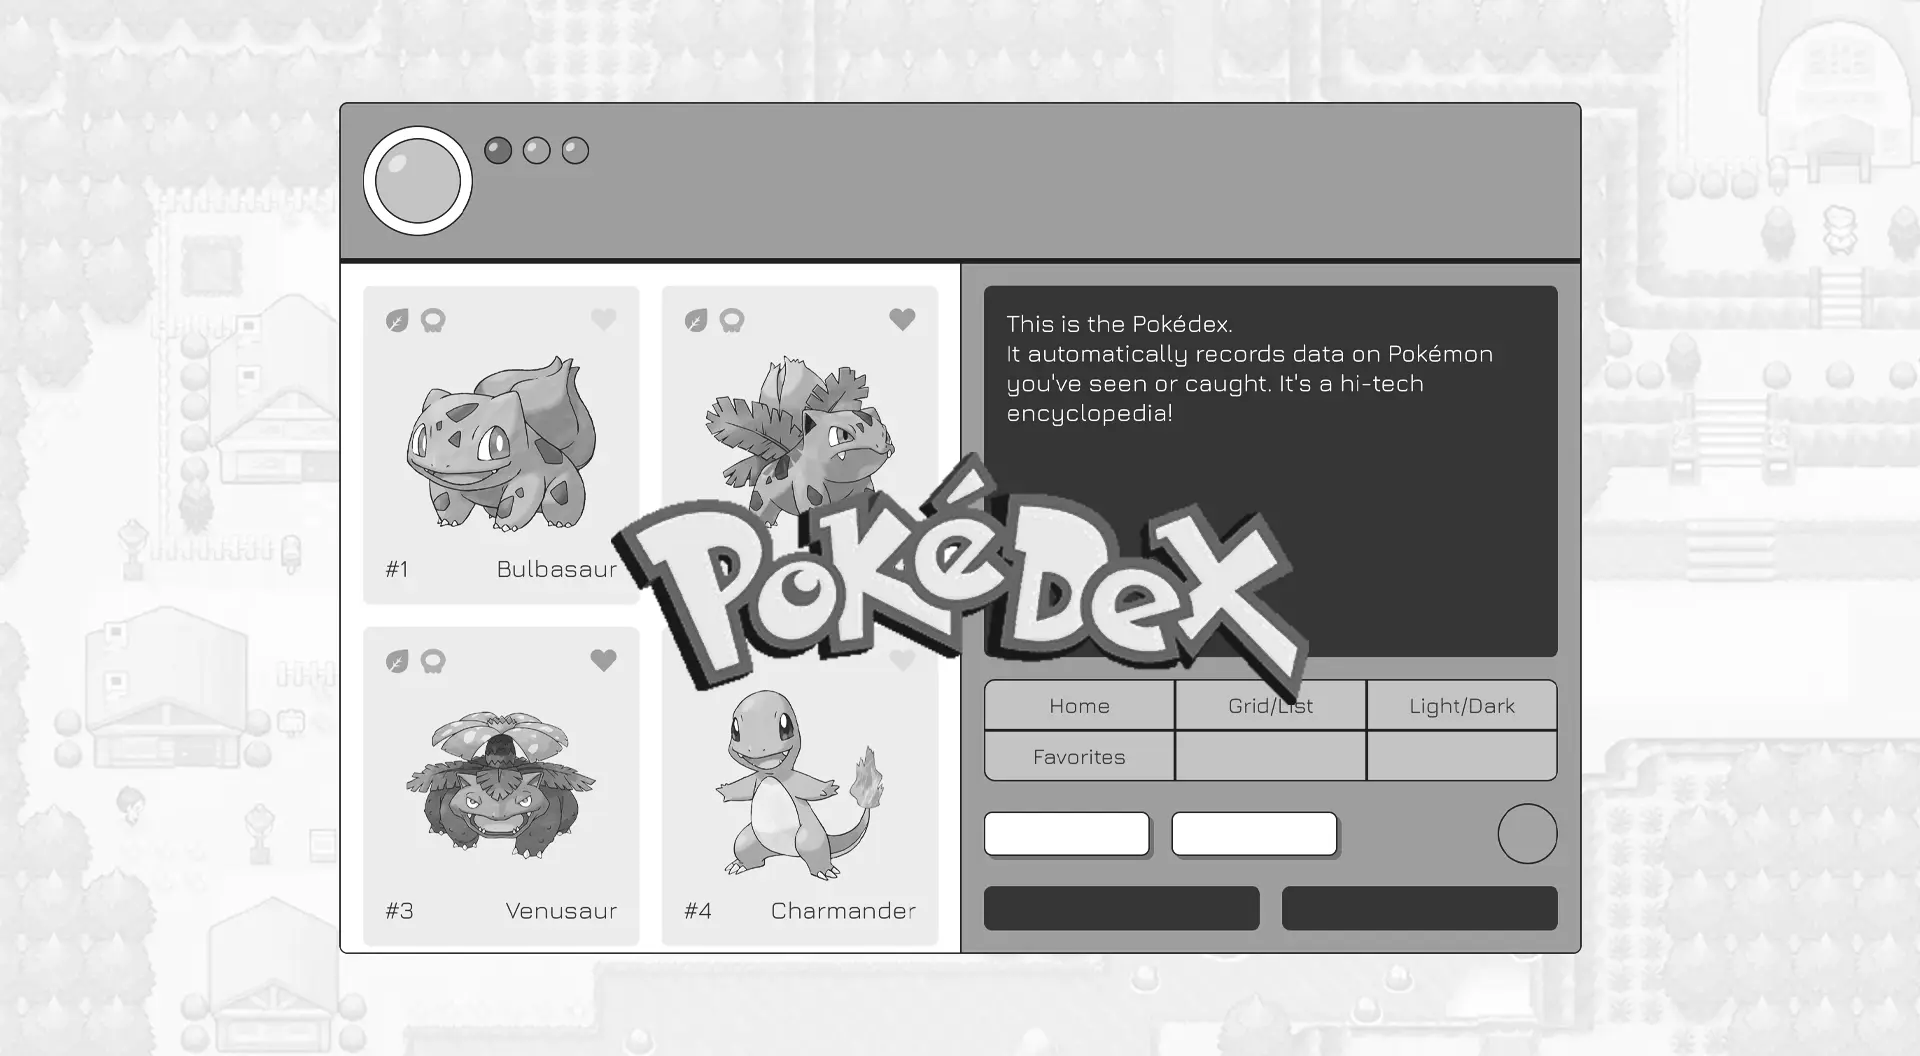 This is the Pokédex.
It automatically records data on Pokémon
you've seen or caught. It's a hi-tech
encyclopedia!
#1 Bulbasaur
PoKéDex
Home Grid/List Light/Dark
Favorites
#3 Venusaur
#4 Charmander